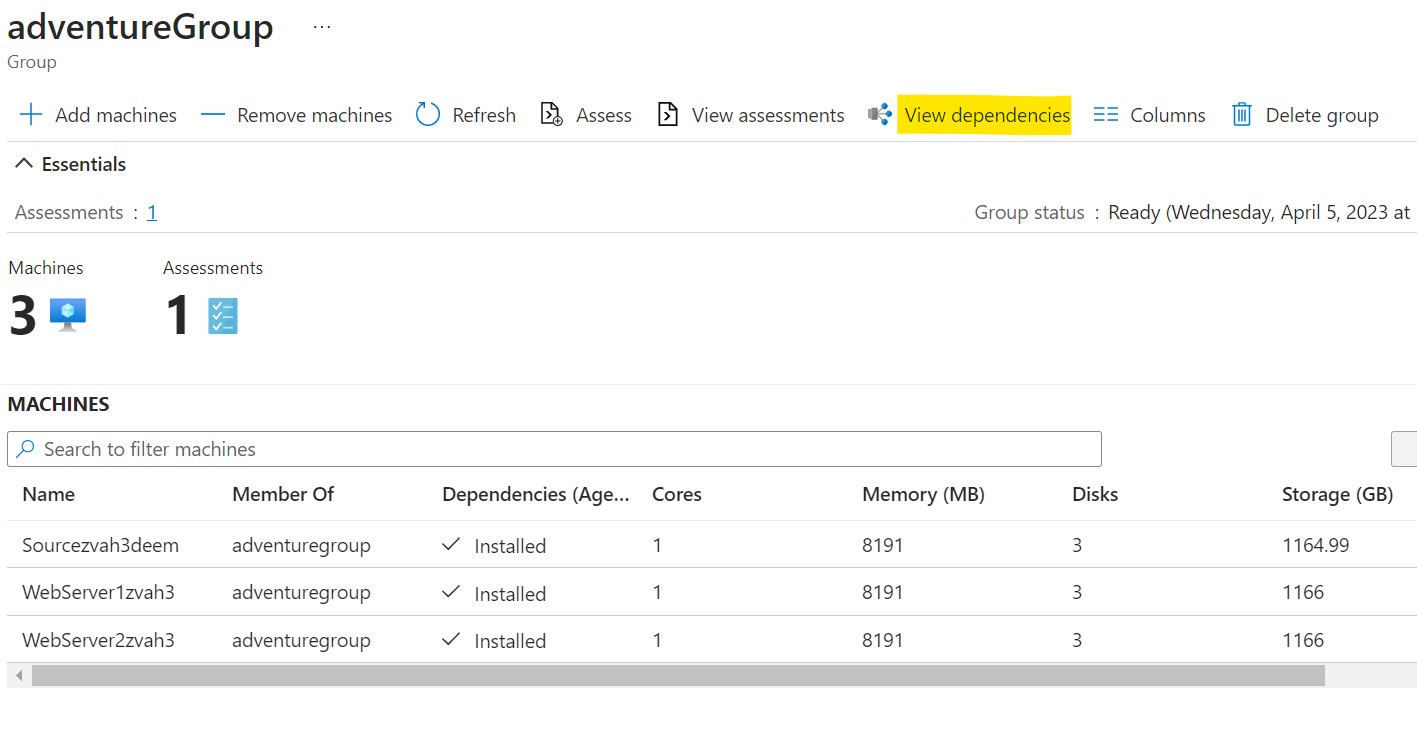 adventureGroup ...
Group
Add machines Remove machines Refresh Assess View assessments View dependencies Columns Delete group
Essentials
Assessments : 1 Group status : Ready (Wednesday, April 5, 2023 at
Machines Assessments
3 1
MACHINES
Search to filter machines
Name Member Of Dependencies (Age... Cores Memory (MB) Disks Storage (GB)
Sourcezvah3deem adventuregroup Installed 1 8191 3 1164.99
WebServer1zvah3 adventuregroup Installed 1 8191 3 1166
WebServer2zvah3 adventuregroup Installed 1 8191 3 1166